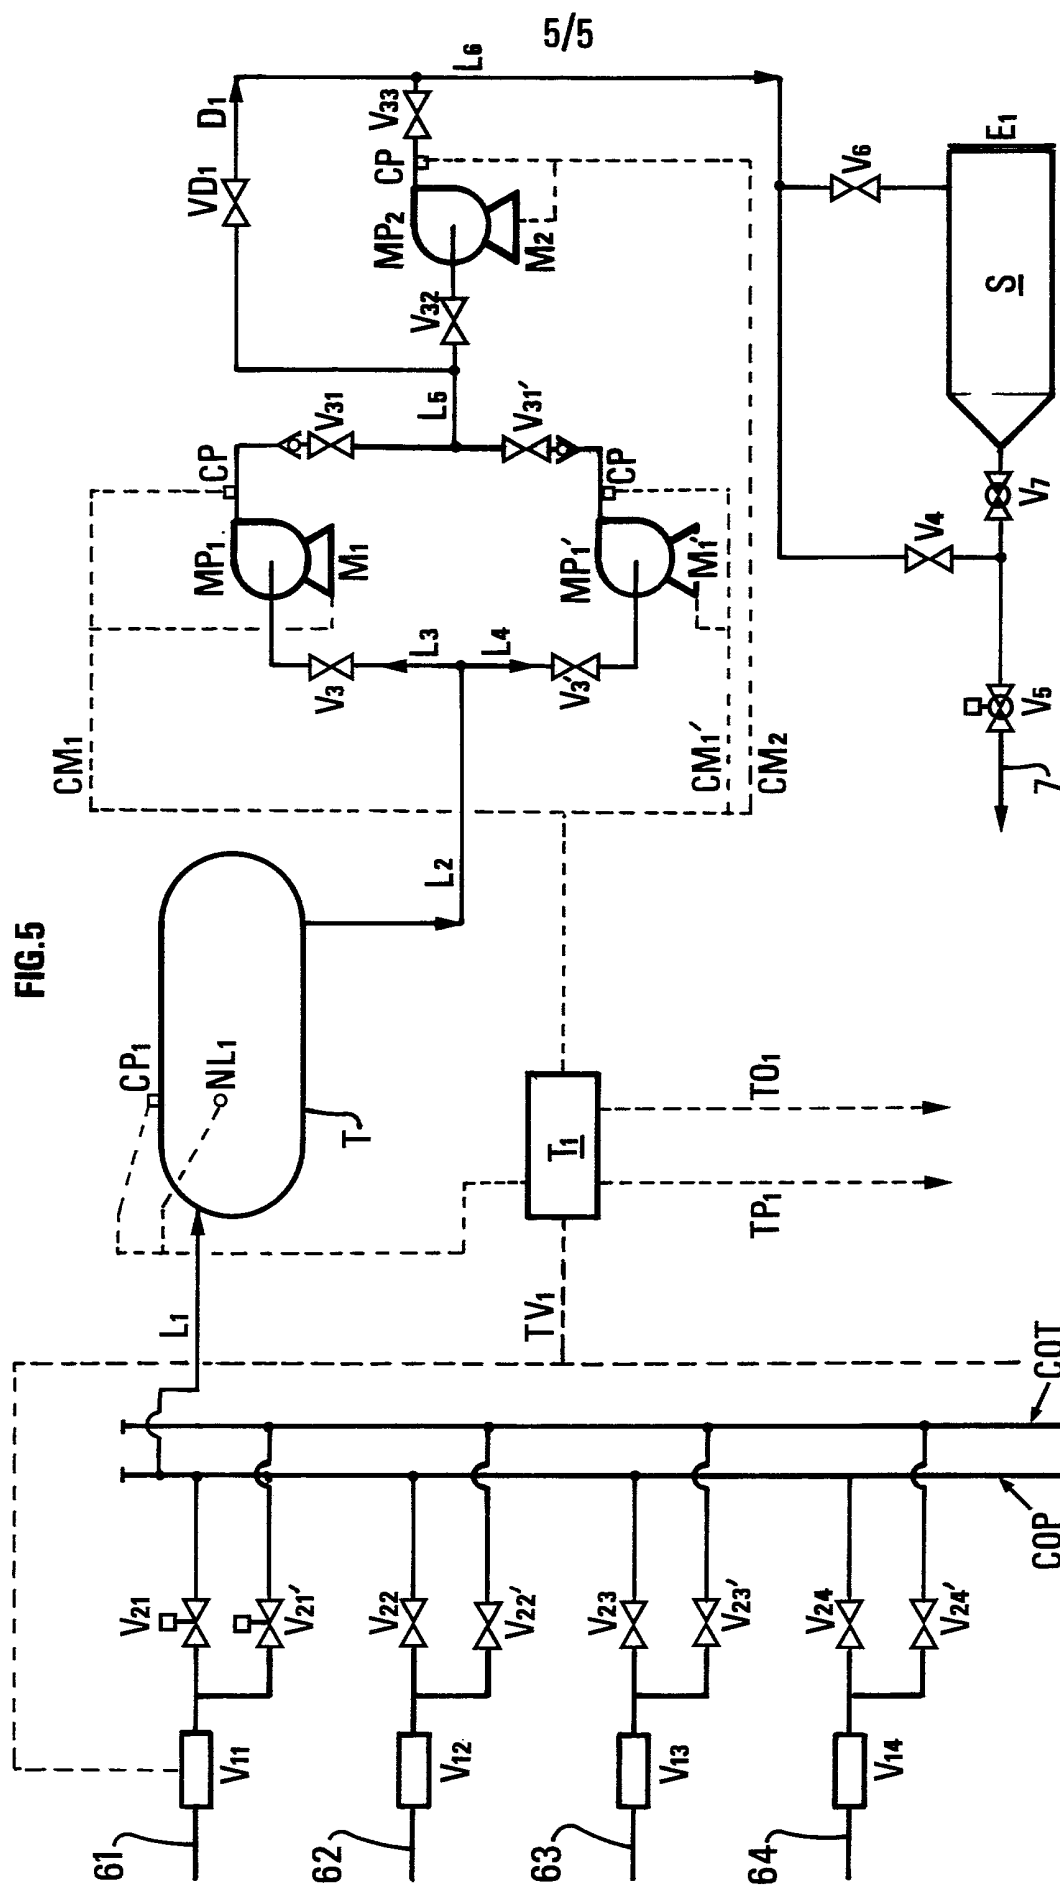 5/5
FIG.5
61
V11
V21
V21'
62
V12
V22
V22'
63
V13
V23
V23'
64
V14
V24
V24'
COP
COT
L1
TV1
T1
TP1
TO1
CP1
NL1
T
L2
CM1
V3
L3
L4
V3'
CM1'
CM2
MP1
M1
MP1'
M1'
CP
CP
V31
V31'
L5
VD1
D1
V32
MP2
M2
CP
V33
L6
V6
E1
S
V7
V4
V5
7